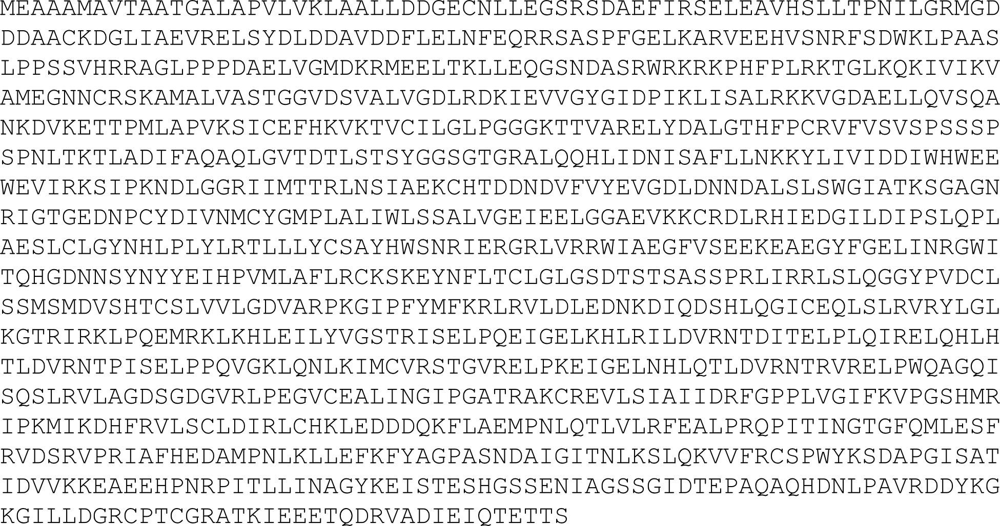 MEAAAMAVTAATGALAPVLVKLAALLDDGECNLLEGSRSDAEFIRSELEAVHSLLTPNILGRMGD
DDAACKDGLIAEVRELSYDLDDAVDDFLELNFEQRRSASPFGELKARVEEHVSNRFSDWKLPAAS
LPPSSVHRRAGLPPPDAELVGMDKRMEELTKLLEQGSNDASRWRKRKPHFPLRKTGLKQKIVIKV
AMEGNNCRSKAMALVASTGGVDSVALVGDLRDKIEVVGYGIDPIKLISALRKKVGDAELLQVSQA
NKDVKETTPMLAPVKSICEFHKVKTVCILGLPGGGKTTVARELYDALGTHFPCRVFVSVSPSSSP
SPNLTKTLADIFAQAQLGVTDTLSTSYGGSGTGRALQQHLIDNISAFLLNKKYLIVIDDIWHWEE
WEVIRKSIPKNDLGGRIIMTTRLNSIAEKCHTDDNDVFVYEVGDLDNNDALSLSWGIATKSGAGN
RIGTGEDNPCYDIVNMCYGMPLALIWLSSALVGEIEELGGAEVKKCRDLRHIEDGILDIPSLQPL
AESLCLGYNHLPLYLRTLLLYCSAYHWSNRIERGRLVRRWIAEGFVSEEKEAEGYFGELINRGWI
TQHGDNNSYNYYEIHPVMLAFLRCKSKEYNFLTCLGLGSDTSTSASSPRLIRRLSLQGGYPVDCL
SSMSMDVSHTCSLVVLGDVARPKGIPFYMFKRLRVLDLEDNKDIQDSHLQGICEQLSLRVRYLGL
KGTRIRKLPQEMRKLKHLEILYVGSTRISELPQEIGELKHLRILDVRNTDITELPLQIRELQHLH
TLDVRNTPISELPPQVGKLQNLKIMCVRSTGVRELPKEIGELNHLQTLDVRNTRVRELPWQAGQI
SQSLRVLAGDSGDGVRLPEGVCEALINGIPGATRAKCREVLSIAIIDRFGPPLVGIFKVPGSHMR
IPKMIKDHFRVLSCLDIRLCHKLEDDDQKFLAEMPNLQTLVLRFEALPRQPITINGTGFQMLESF
RVDSRVPRIAFHEDAMPNLKLLEFKFYAGPASNDAIGITNLKSLQKVVFRCSPWYKSDAPGISAT
IDVVKKEAEEHPNRPITLLINAGYKEISTESHGSSENIAGSSGIDTEPAQAQHDNLPAVRDDYKG
KGILLDGRCPTCGRATKIEEETQDRVADIEIQTETTS